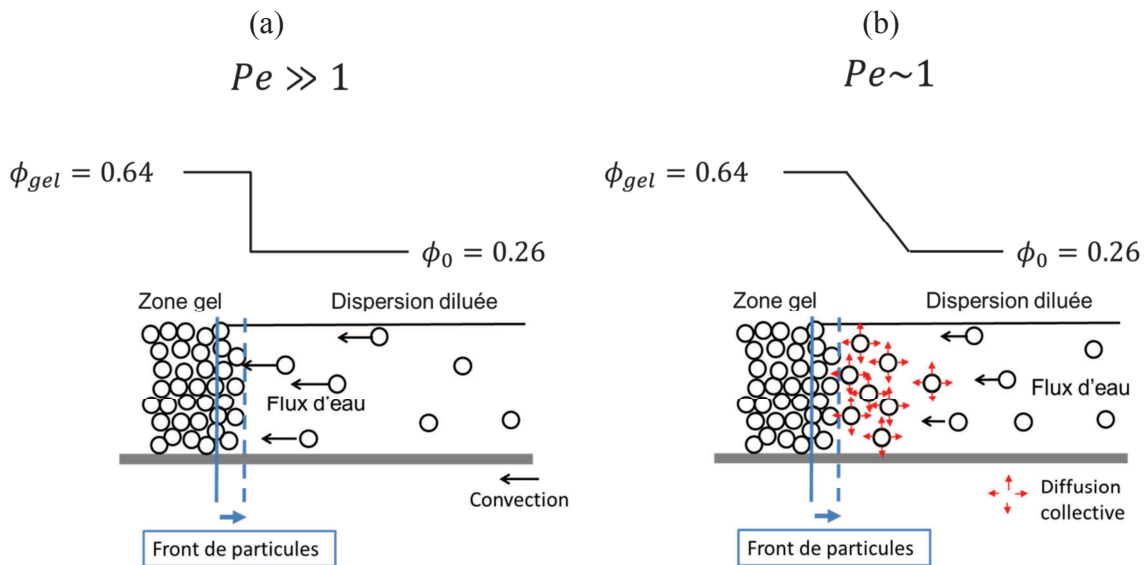 (a)
Pe ≫ 1
ϕgel = 0.64
ϕ0 = 0.26
Zone gel
Dispersion diluée
Flux d'eau
Convection
Front de particules
(b)
Pe~1
ϕgel = 0.64
ϕ0 = 0.26
Zone gel
Dispersion diluée
Flux d'eau
Diffusion
collective
Front de particules